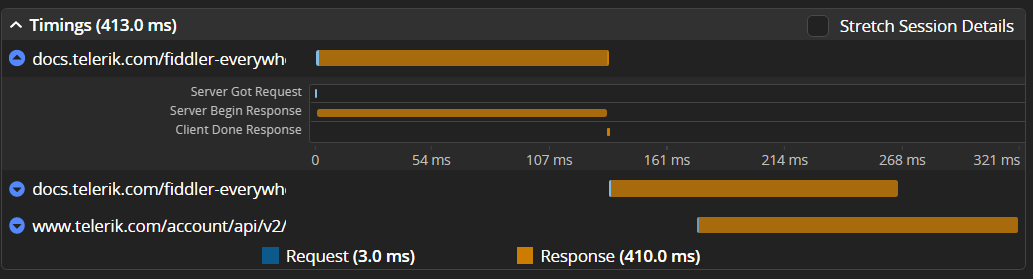 Timings (413.0 ms)
Stretch Session Details
docs.telerik.com/fiddler-everywh
Server Got Request
Server Begin Response
Client Done Response
0 54 ms 107 ms 161 ms 214 ms 268 ms 321 ms
docs.telerik.com/fiddler-everywh
www.telerik.com/account/api/v2/
Request (3.0 ms) Response (410.0 ms)